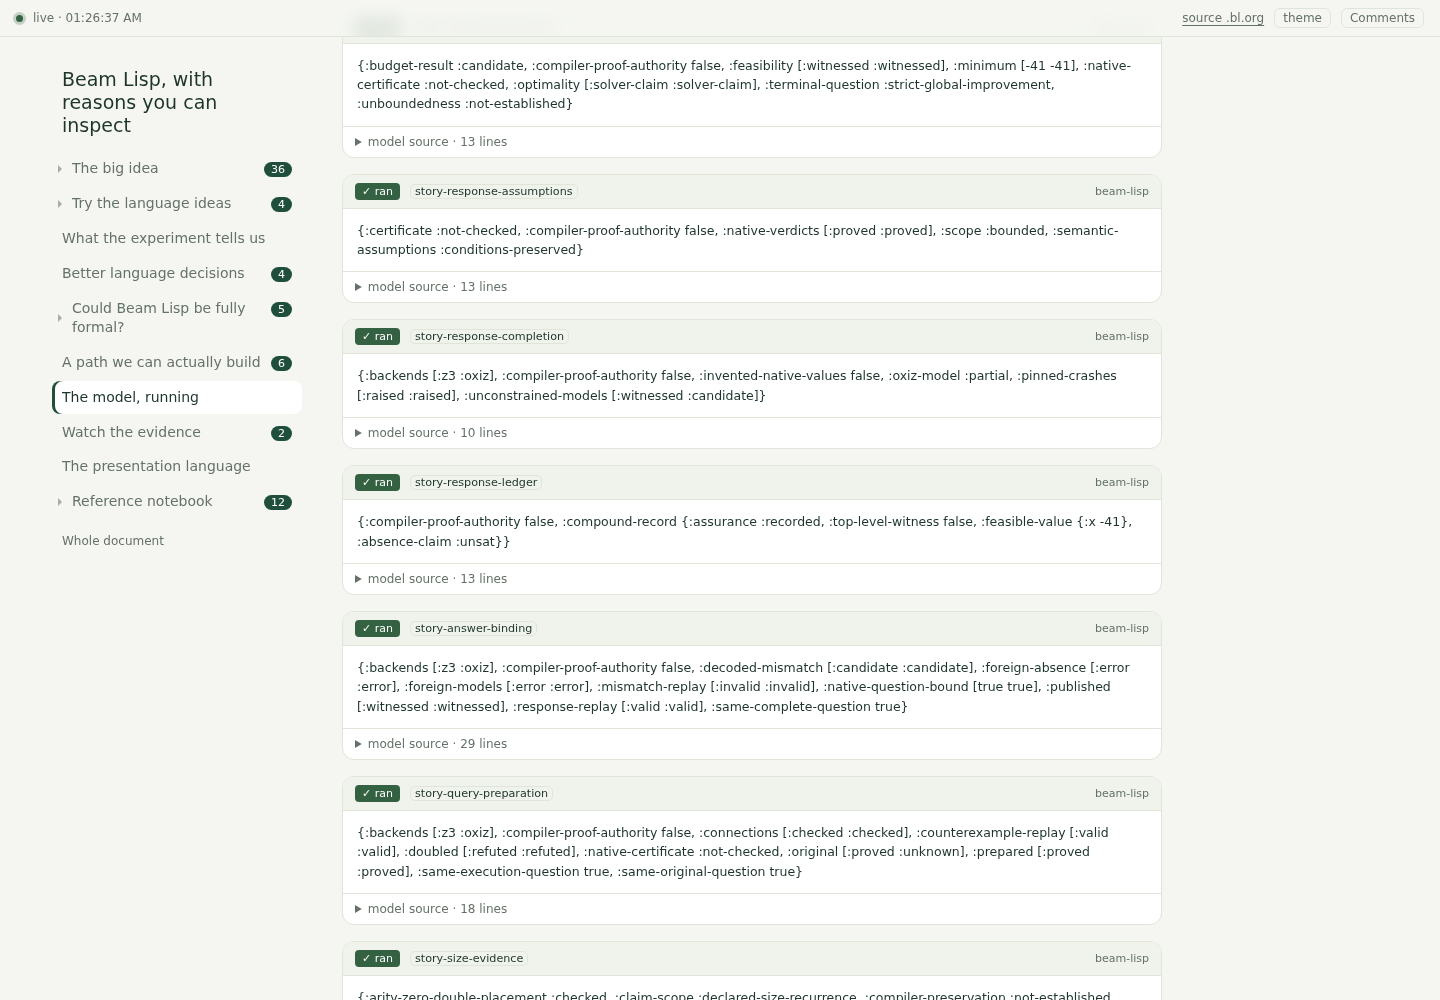 live · 01:26:37 AM
source .bl.org
theme
Comments
Beam Lisp, with
reasons you can
inspect
The big idea
36
Try the language ideas
4
What the experiment tells us
Better language decisions
4
Could Beam Lisp be fully
formal?
5
A path we can actually build
6
The model, running
Watch the evidence
2
The presentation language
Reference notebook
12
Whole document
{:budget-result :candidate, :compiler-proof-authority false, :feasibility [:witnessed :witnessed], :minimum [-41 -41], :native-
certificate :not-checked, :optimality [:solver-claim :solver-claim], :terminal-question :strict-global-improvement,
:unboundedness :not-established}
model source · 13 lines
✓ ran
story-response-assumptions
beam-lisp
{:certificate :not-checked, :compiler-proof-authority false, :native-verdicts [:proved :proved], :scope :bounded, :semantic-
assumptions :conditions-preserved}
model source · 13 lines
✓ ran
story-response-completion
beam-lisp
{:backends [:z3 :oxiz], :compiler-proof-authority false, :invented-native-values false, :oxiz-model :partial, :pinned-crashes
[:raised :raised], :unconstrained-models [:witnessed :candidate]}
model source · 10 lines
✓ ran
story-response-ledger
beam-lisp
{:compiler-proof-authority false, :compound-record {:assurance :recorded, :top-level-witness false, :feasible-value {:x -41},
:absence-claim :unsat}}
model source · 13 lines
✓ ran
story-answer-binding
beam-lisp
{:backends [:z3 :oxiz], :compiler-proof-authority false, :decoded-mismatch [:candidate :candidate], :foreign-absence [:error
:error], :foreign-models [:error :error], :mismatch-replay [:invalid :invalid], :native-question-bound [true true], :published
[:witnessed :witnessed], :response-replay [:valid :valid], :same-complete-question true}
model source · 29 lines
✓ ran
story-query-preparation
beam-lisp
{:backends [:z3 :oxiz], :compiler-proof-authority false, :connections [:checked :checked], :counterexample-replay [:valid
:valid], :doubled [:refuted :refuted], :native-certificate :not-checked, :original [:proved :unknown], :prepared [:proved
:proved], :same-execution-question true, :same-original-question true}
model source · 18 lines
✓ ran
story-size-evidence
beam-lisp
{:arity-zero-double-placement :checked, :claim-scope :declared-size-recurrence, :compiler-preservation :not-established,